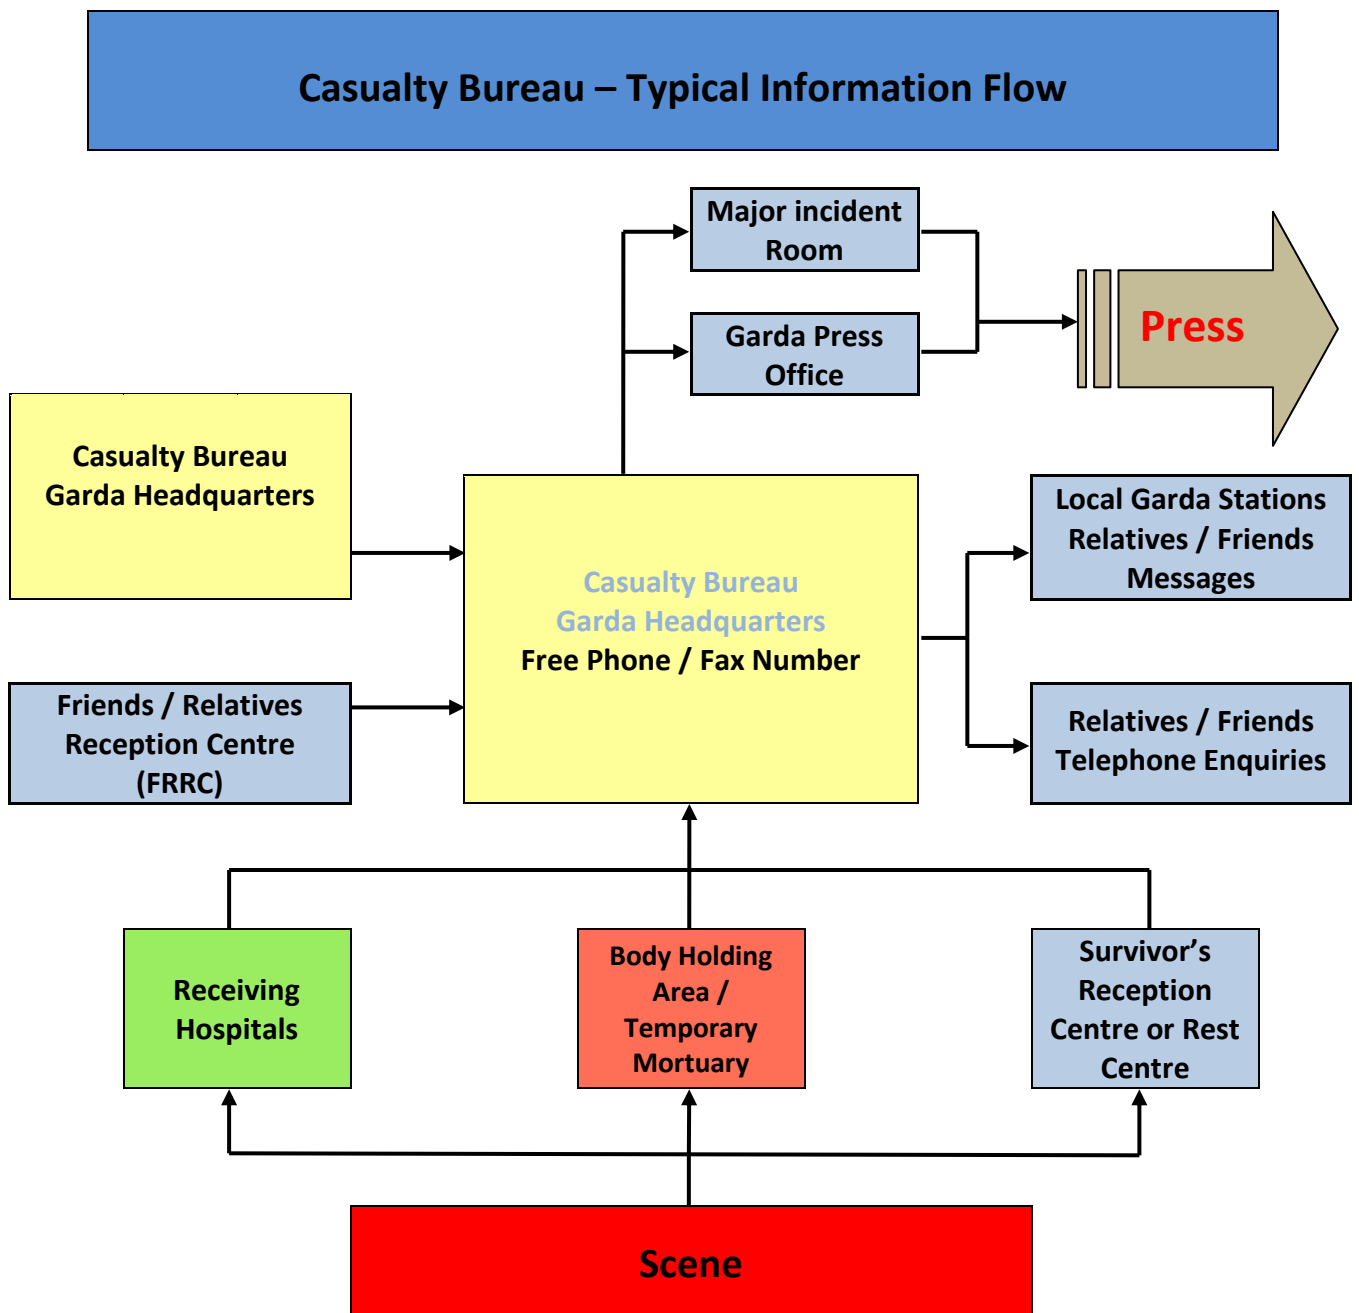 Casualty Bureau – Typical Information Flow
Major incident
Room
Garda Press
Office
Press
Casualty Bureau
Garda Headquarters
Casualty Bureau
Garda Headquarters
Free Phone / Fax Number
Local Garda Stations
Relatives / Friends
Messages
Friends / Relatives
Reception Centre
(FRRC)
Relatives / Friends
Telephone Enquiries
Receiving
Hospitals
Body Holding
Area /
Temporary
Mortuary
Survivor’s
Reception
Centre or Rest
Centre
Scene